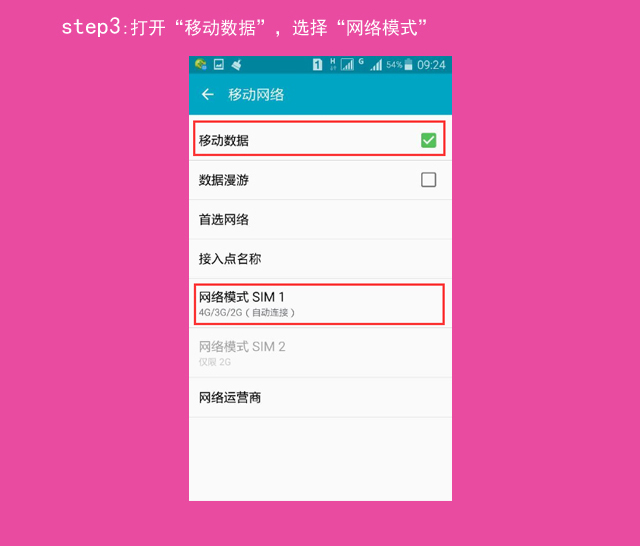 step3:打开“移动数据”，选择“网络模式”
1 H G 54% 09:24
移动网络
移动数据
数据漫游
首选网络
接入点名称
网络模式 SIM 1
4G/3G/2G（自动连接）
网络模式 SIM 2
仅限 2G
网络运营商